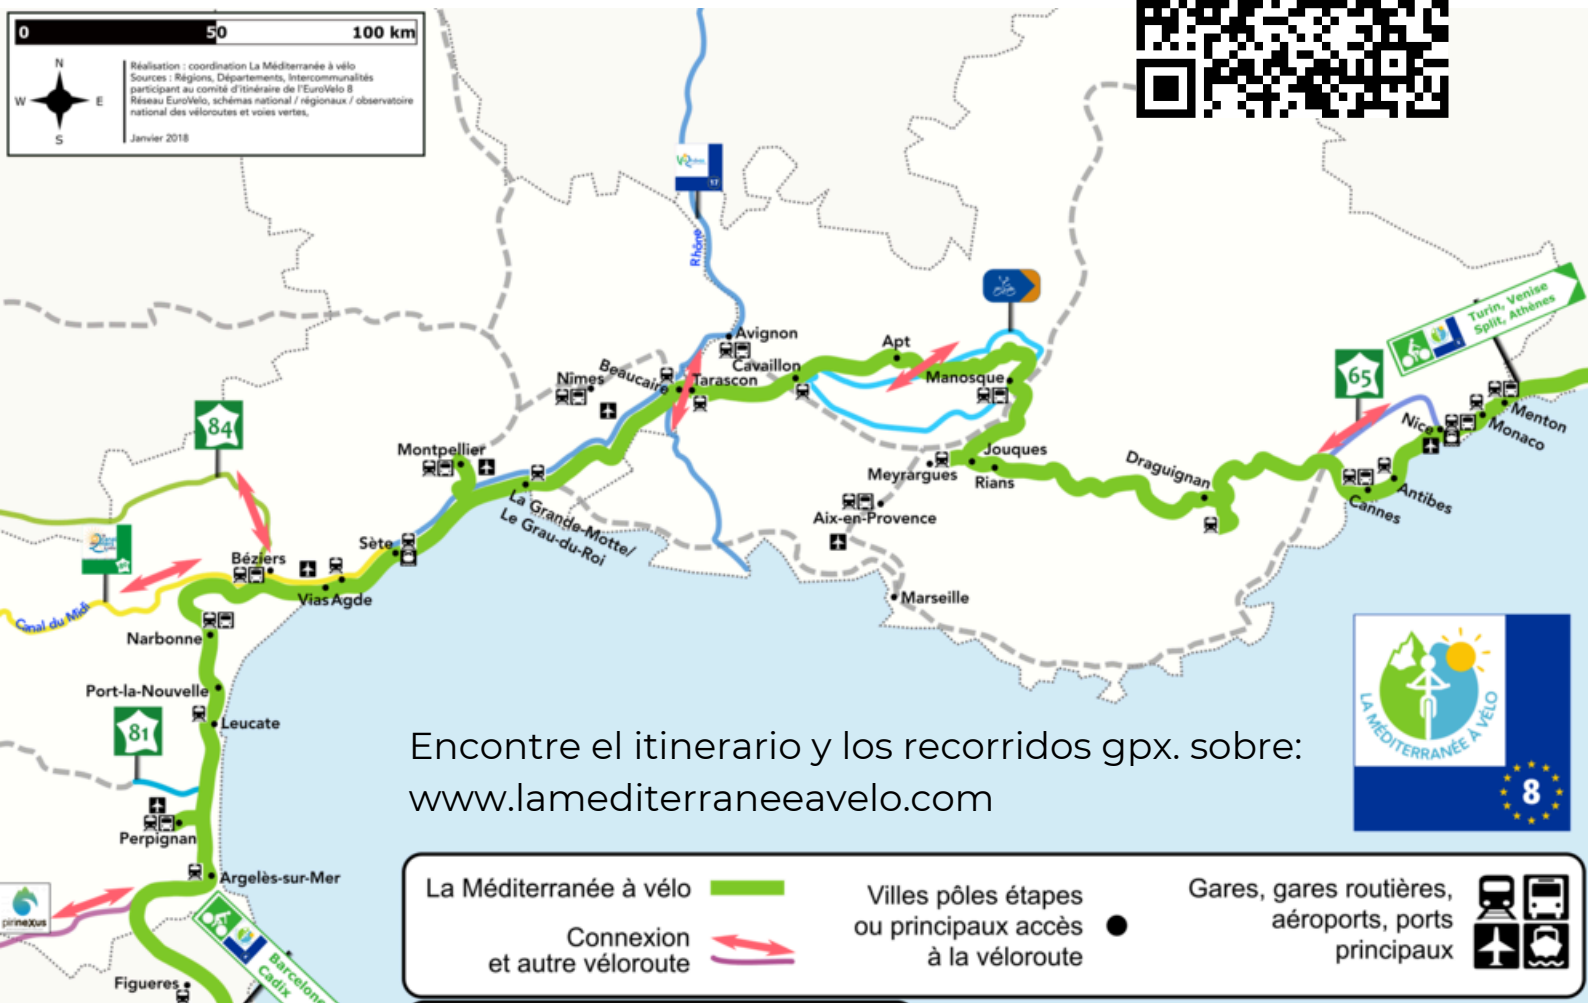 0 50 100 km
Réalisation : coordination La Méditerranée à vélo
Sources : Régions, Départements, Intercommunalités
participant au comité d'itinéraire de l'EuroVelo 8
Réseau EuroVelo, schémas national / régionaux / observatoire
national des véloroutes et voies vertes,
Janvier 2018
N
W E
S
17
Rhône
Turin, Venise
Split, Athènes
Avignon
Apt
Cavaillon
Beaucaire
Nîmes
Tarascon
Manosque
65
84
Menton
Monaco
Nice
Montpellier
Jouques
Meyrargues
Rians
Draguignan
Antibes
Cannes
La Grande-Motte/
Le Grau-du-Roi
Aix-en-Provence
Sète
Béziers
Vias
Agde
Canal du Midi
Marseille
Narbonne
Port-la-Nouvelle
Leucate
81
LA MÉDITERRANÉE À VÉLO
8
Encontre el itinerario y los recorridos gpx. sobre:
www.lamediterraneeavelo.com
Perpignan
Argelès-sur-Mer
pirinexus
Barcelone
Cadix
Figueres
La Méditerranée à vélo
Connexion
et autre véloroute
Villes pôles étapes
ou principaux accès
à la véloroute
Gares, gares routières,
aéroports, ports
principaux